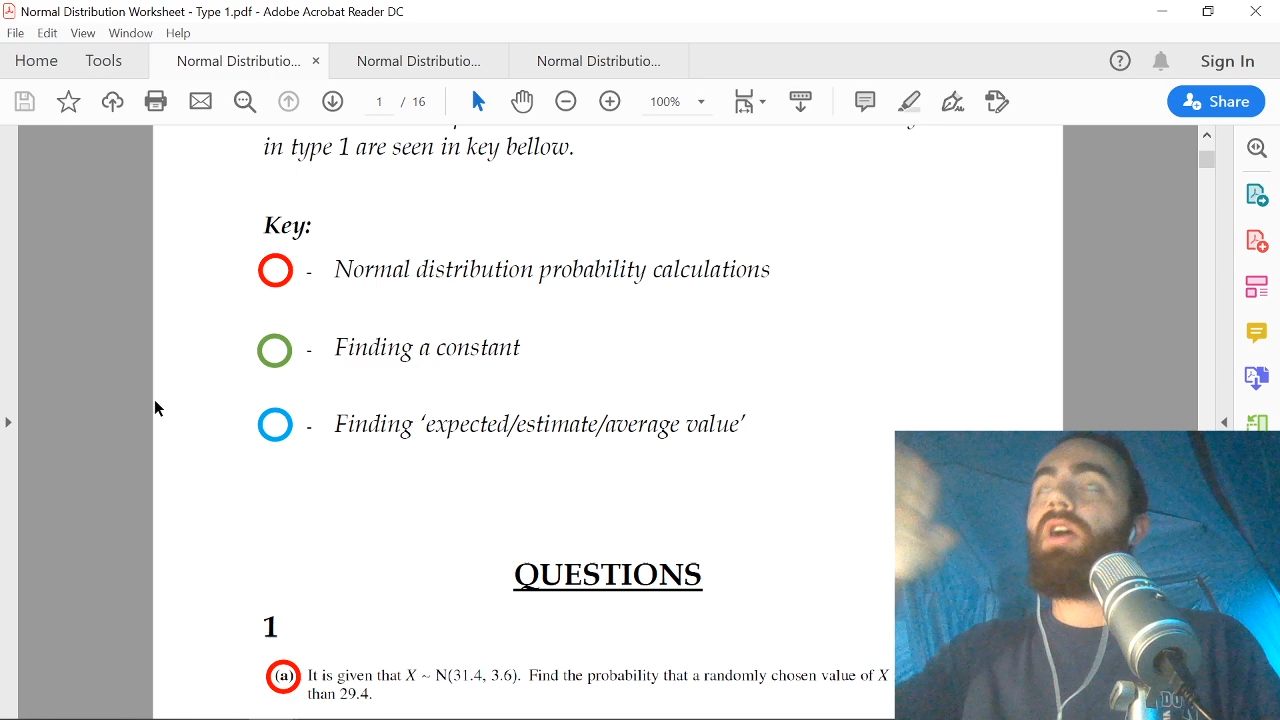 Normal Distribution Worksheet - Type 1.pdf - Adobe Acrobat Reader DC
File Edit View Window Help
Home Tools Normal Distributio... × Normal Distributio... Normal Distributio... Sign In
1 / 16 100% Share
in type 1 are seen in key bellow.
Key:
- Normal distribution probability calculations
- Finding a constant
- Finding ‘expected/estimate/average value’
QUESTIONS
1
(a) It is given that X ~ N(31.4, 3.6). Find the probability that a randomly chosen value of X
than 29.4.